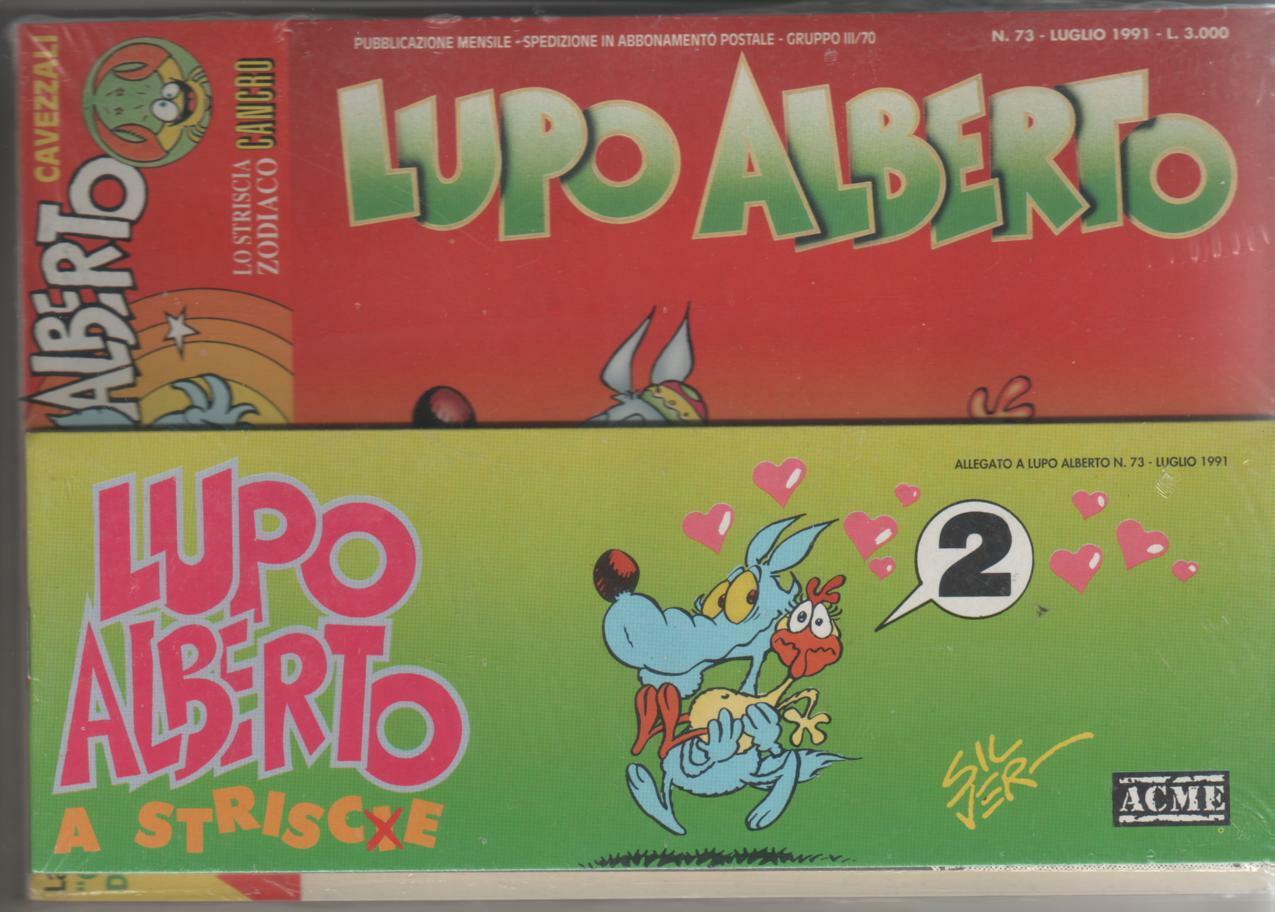 CAVEZZALI
ALBERTO
LO STRISCIA
ZODIACO
CANCRO
PUBBLICAZIONE MENSILE - SPEDIZIONE IN ABBONAMENTO POSTALE - GRUPPO III/70
N. 73 - LUGLIO 1991 - L. 3.000
LUPO ALBERTO
ALLEGATO A LUPO ALBERTO N. 73 - LUGLIO 1991
LUPO
ALBERTO
A STRISCIE
2
SILVER
ACME